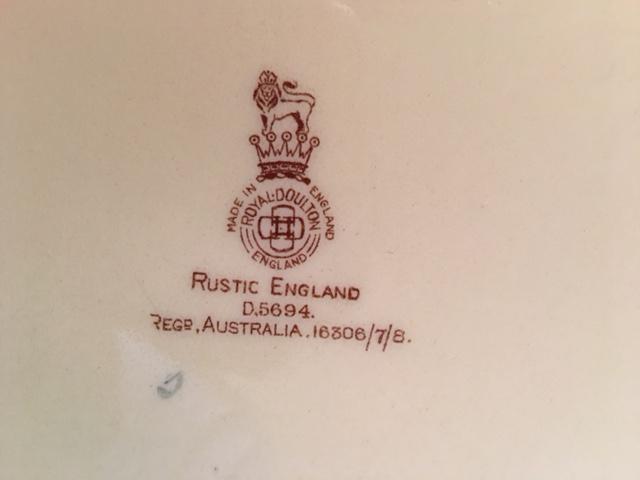 MADE IN ENGLAND
ROYAL·DOULTON
ENGLAND
RUSTIC ENGLAND
D.5694.
REGD, AUSTRALIA. 16306/7/8.